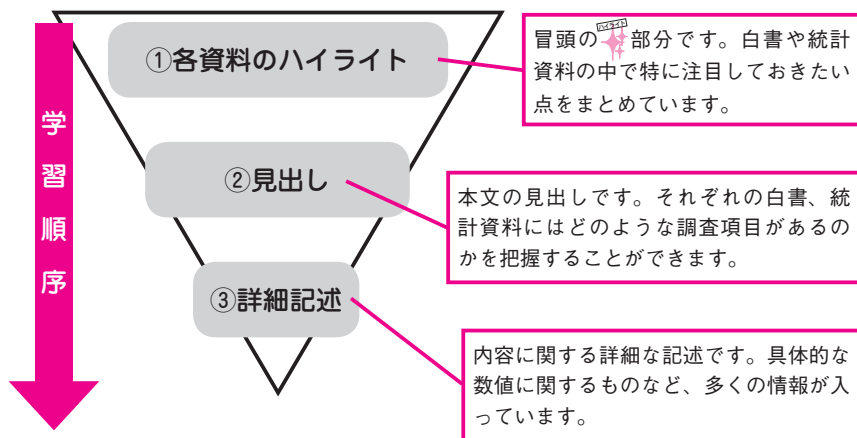 学習順序
①各資料のハイライト
冒頭のハイライト部分です。白書や統計
資料の中で特に注目しておきたい
点をまとめています。
②見出し
本文の見出しです。それぞれの白書、統
計資料にはどのような調査項目があるの
かを把握することができます。
③詳細記述
内容に関する詳細な記述です。具体的な
数値に関するものなど、多くの情報が入
っています。